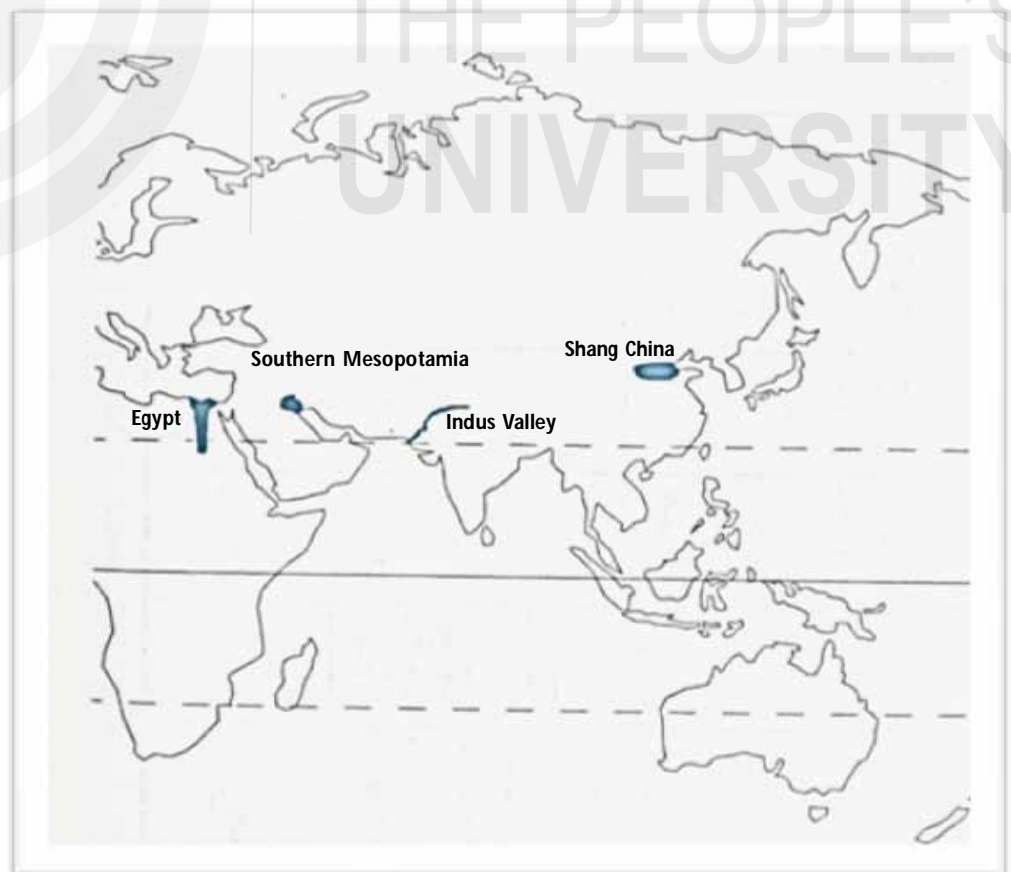 THE PEOPLE'S
UNIVERSITY
Southern Mesopotamia
Shang China
Egypt
Indus Valley